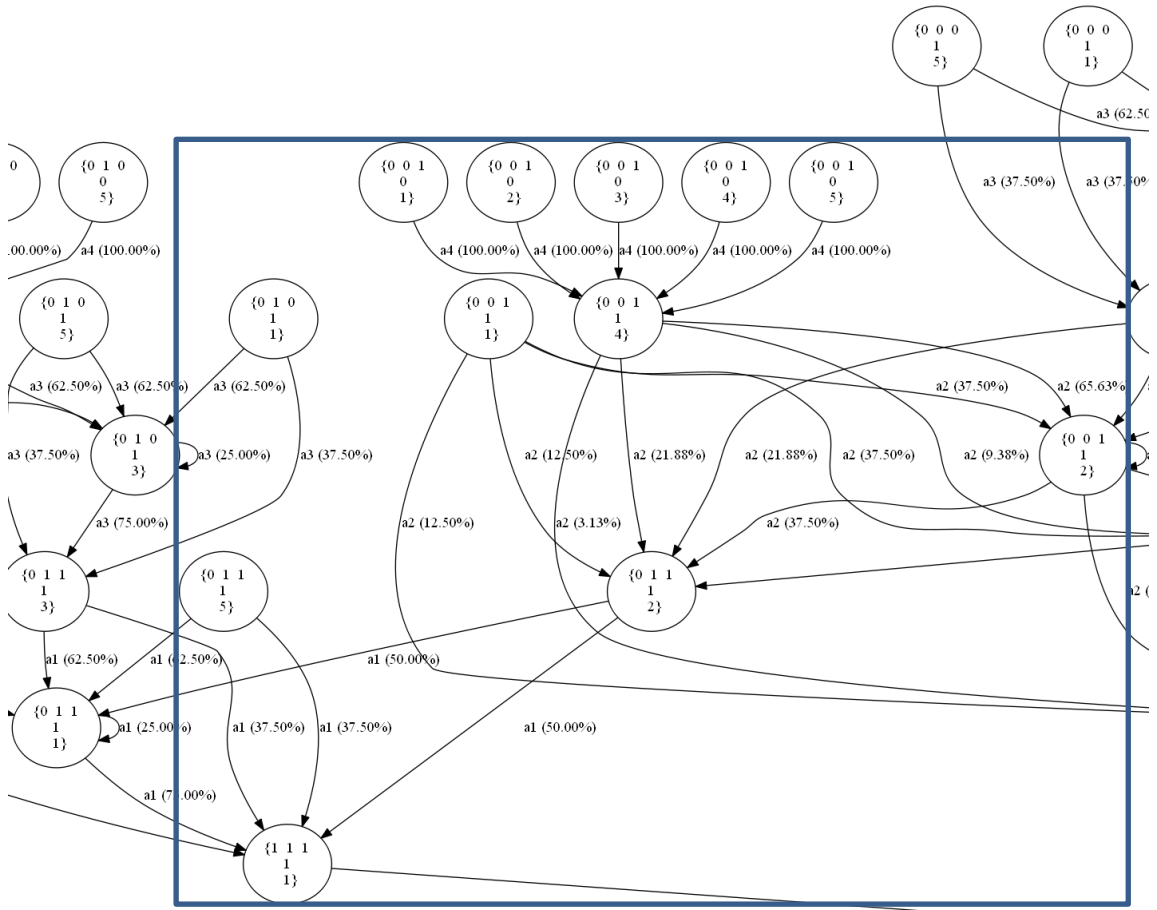 {0 0 0
1
5}
{0 0 0
1
1}
a3 (62.50
0
{0 1 0
0
5}
{0 0 1
0
1}
{0 0 1
0
2}
{0 0 1
0
3}
{0 0 1
0
4}
{0 0 1
0
5}
a3 (37.50%)
a3 (37.50%)
.00.00%)
a4 (100.00%)
a4 (100.00%)
a4 (100.00%)
a4 (100.00%)
a4 (100.00%)
a4 (100.00%)
{0 1 0
1
5}
{0 1 0
1
1}
{0 0 1
1
1}
{0 0 1
1
4}
a3 (62.50%)
a3 (62.50%)
a3 (62.50%)
a2 (37.50%)
a2 (65.63%)
{0 1 0
1
3}
a3 (37.50%)
a3 (25.00%)
a3 (37.50%)
a2 (12.50%)
a2 (21.88%)
a2 (21.88%)
a2 (37.50%)
a2 (9.38%)
{0 0 1
1
2}
a3 (75.00%)
a2 (12.50%)
a2 (3.13%)
a2 (37.50%)
{0 1 1
1
3}
{0 1 1
1
5}
{0 1 1
1
2}
a2 (
a1 (62.50%)
a1 (62.50%)
a1 (50.00%)
{0 1 1
1
1}
a1 (25.00%)
a1 (37.50%)
a1 (37.50%)
a1 (50.00%)
a1 (75.00%)
{1 1 1
1
1}